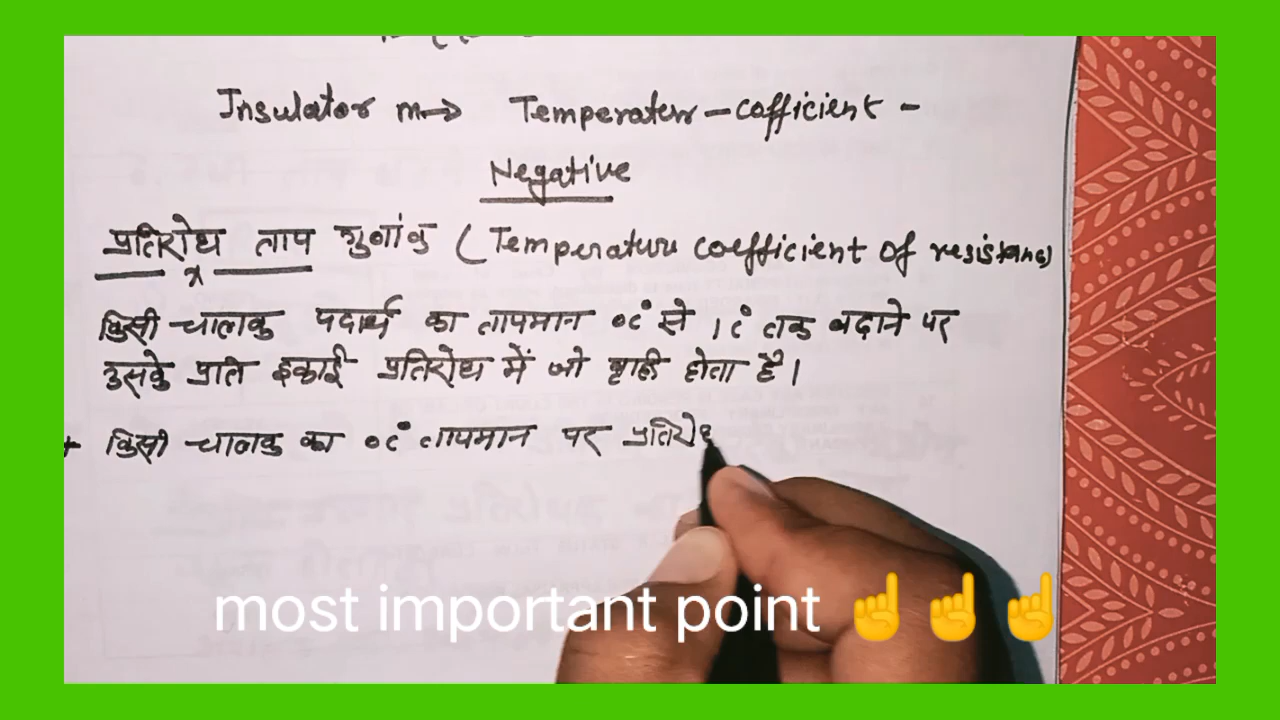 Insulator m→ Temperature-cofficient -
Negative
प्रतिरोध ताप गुणांक ( Temperature coefficient of resistance)
x
किसी चालक पदार्थ का तापमान 0c° से 1c° तक बढ़ाने पर
उसके प्रति इकाई प्रतिरोध में जो वृद्धि होता है।
* किसी चालक का 0c° तापमान पर प्रतिरोध
most important point ☝☝☝